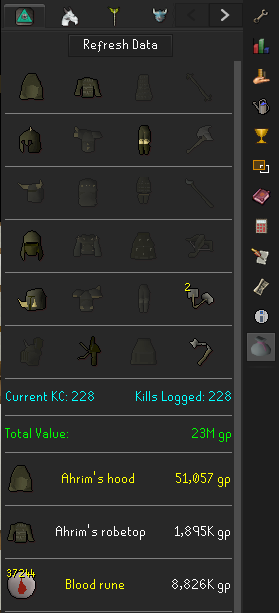 Refresh Data
2
Current KC: 228 Kills Logged: 228
Total Value: 23M gp
Ahrim's hood 51,057 gp
Ahrim's robetop 1,895K gp
37244
Blood rune 8,826K gp